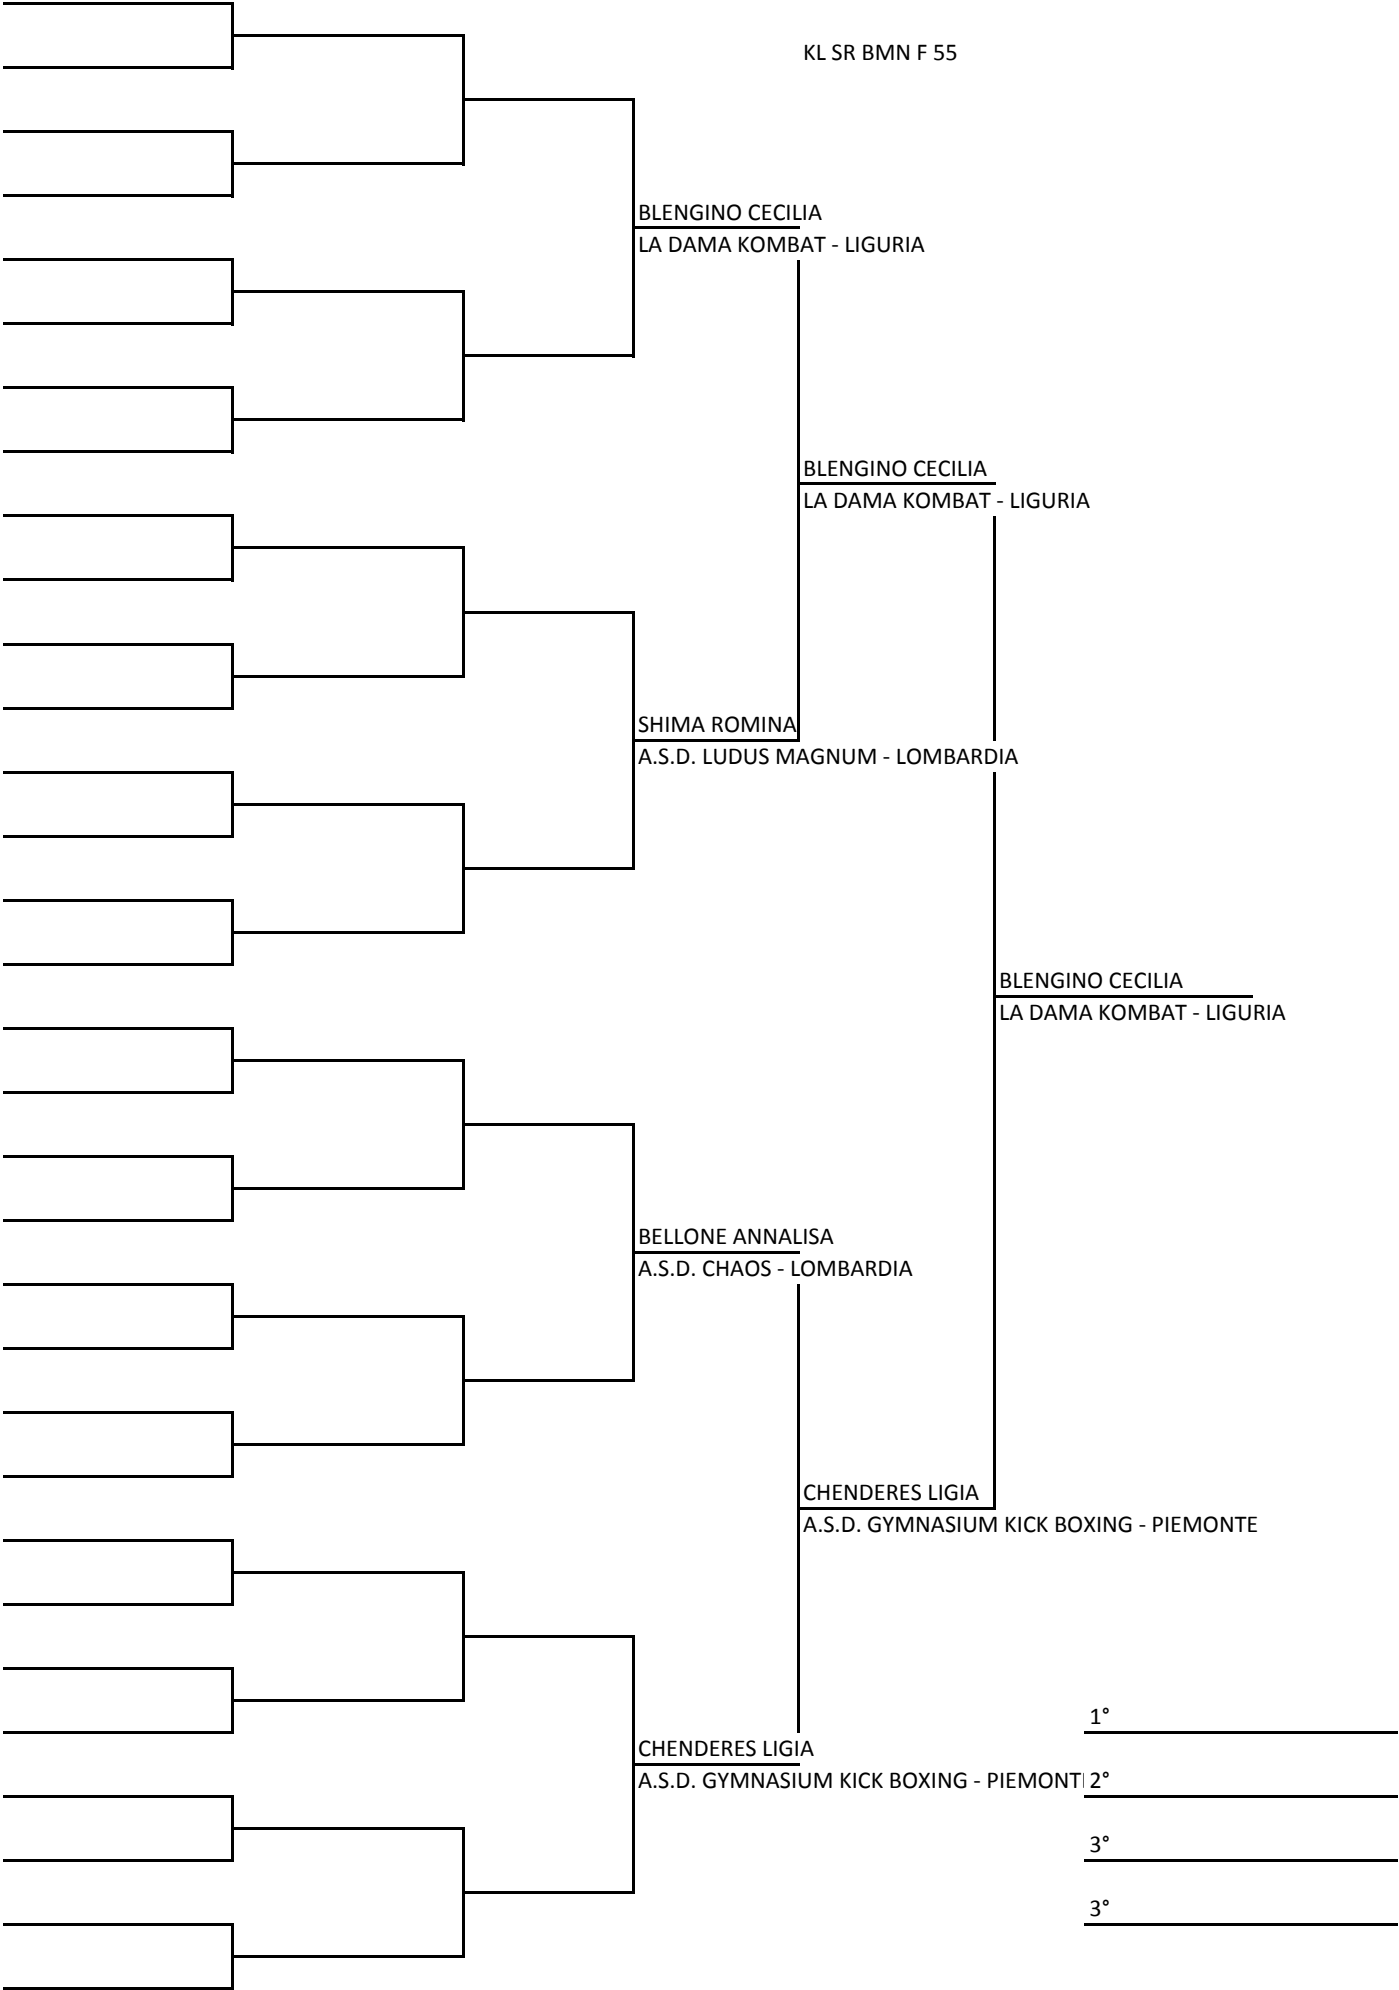 KL SR BMN F 55
BLENGINO CECILIA
LA DAMA KOMBAT - LIGURIA
BLENGINO CECILIA
LA DAMA KOMBAT - LIGURIA
SHIMA ROMINA
A.S.D. LUDUS MAGNUM - LOMBARDIA
BLENGINO CECILIA
LA DAMA KOMBAT - LIGURIA
BELLONE ANNALISA
A.S.D. CHAOS - LOMBARDIA
CHENDERES LIGIA
A.S.D. GYMNASIUM KICK BOXING - PIEMONTE
1°
CHENDERES LIGIA
A.S.D. GYMNASIUM KICK BOXING - PIEMONT
2°
3°
3°